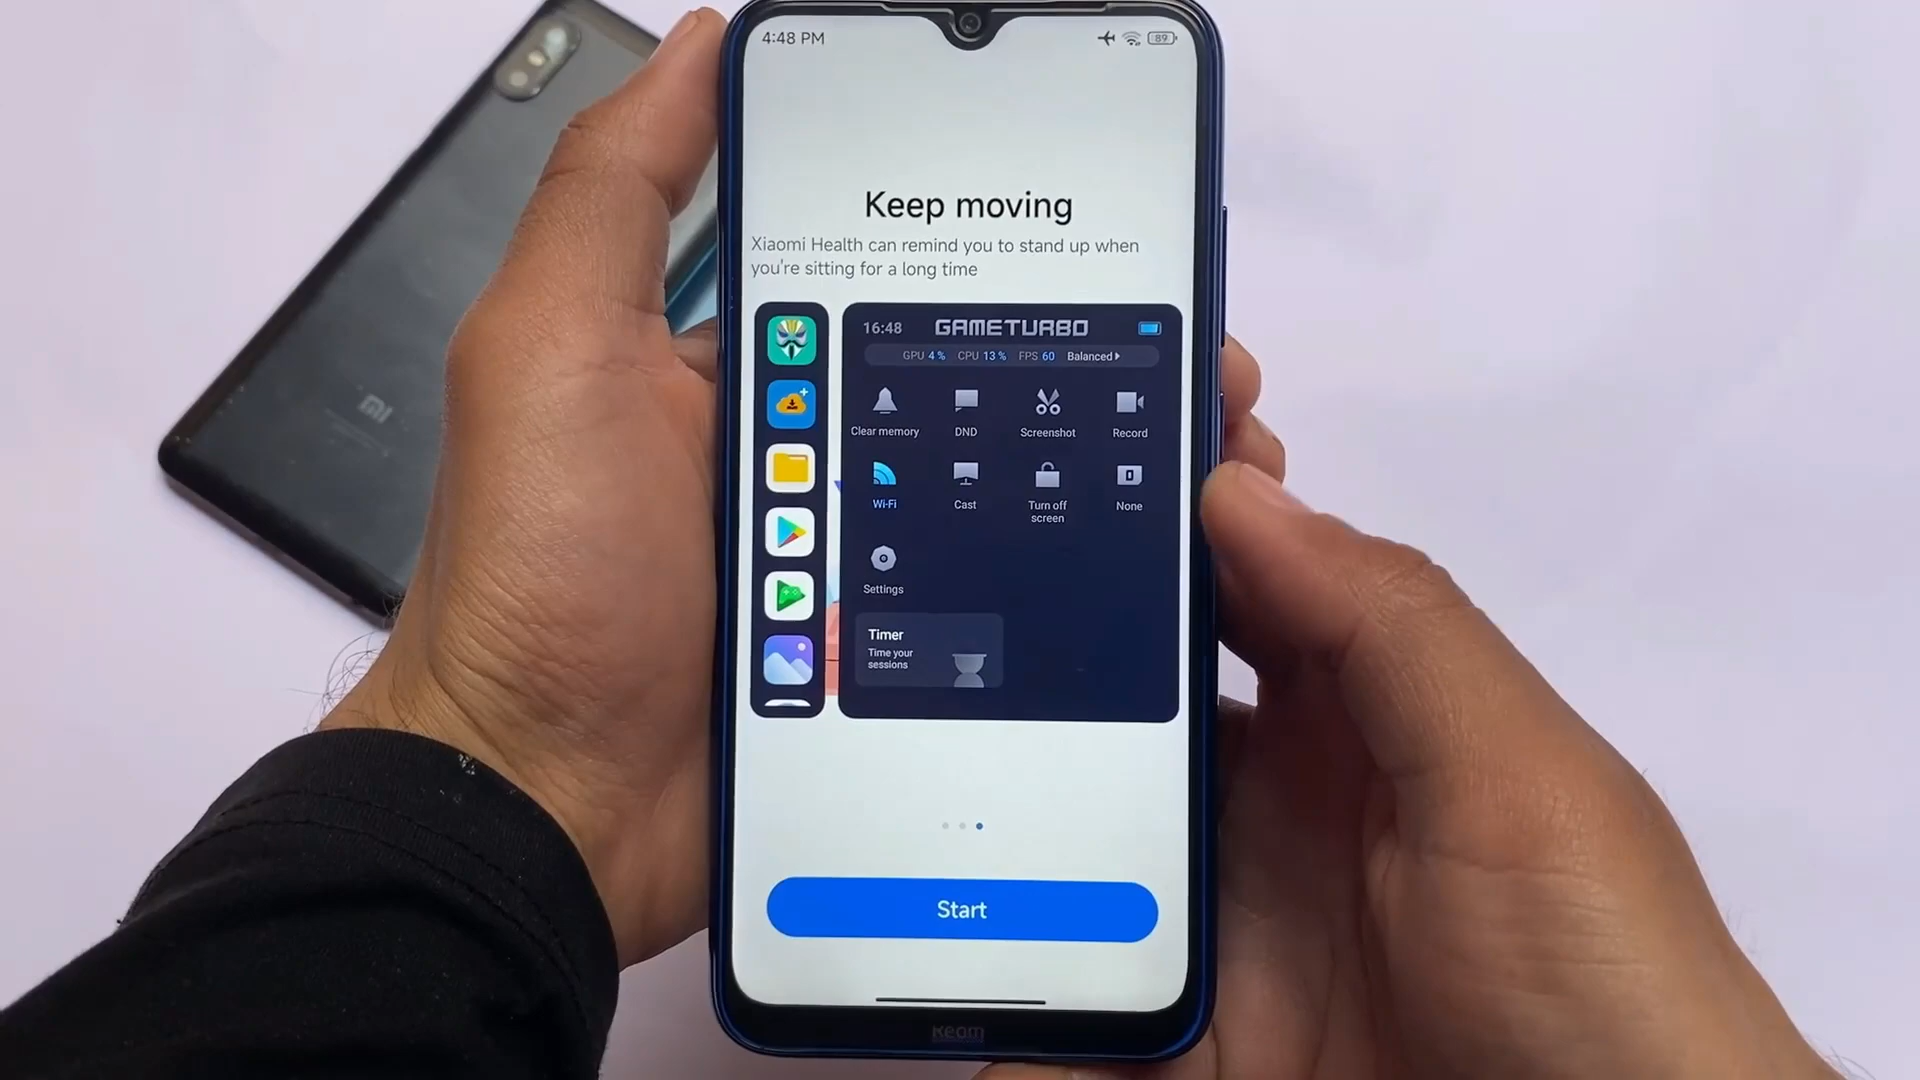 4:48 PM
89
Keep moving
Xiaomi Health can remind you to stand up when
you're sitting for a long time
16:48 GAMETURBO
GPU 4 % CPU 13 % FPS 60 Balanced
Clear memory DND Screenshot Record
Wi-Fi Cast Turn off
screen None
Settings
Timer
Time your
sessions
Start